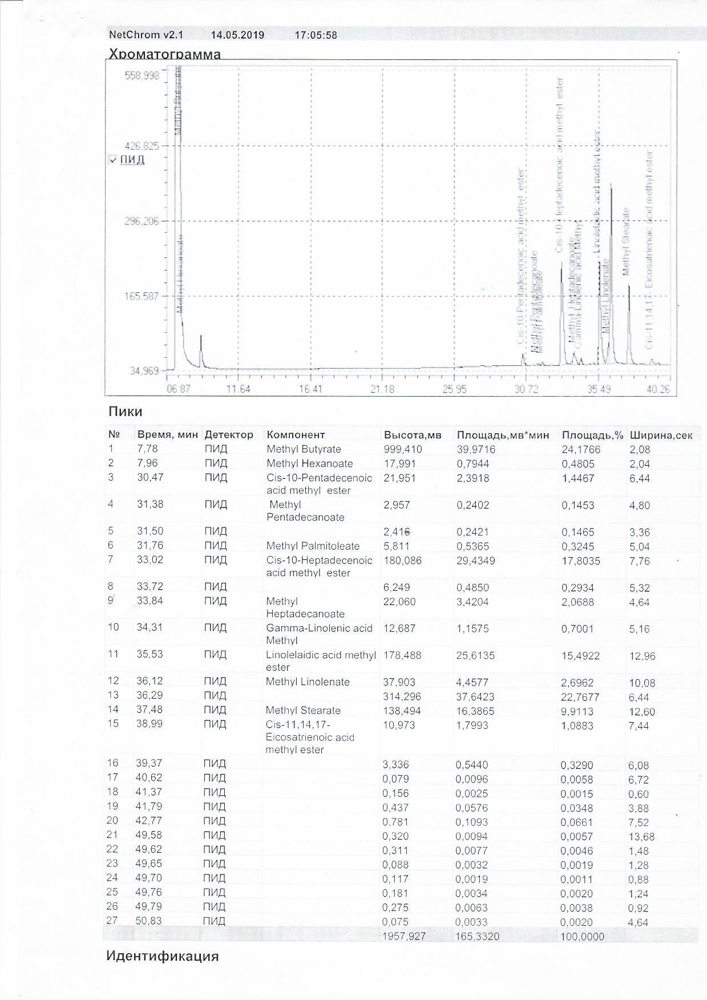 NetChrom v2.1 14.05.2019 17:05:58
Хроматограмма
558,998
426,825
ПИД
296,206
165,587
34,969
06.87 11.64 16.41 21.18 25.95 30.72 35.49 40.26
Methyl Hexanoate
Cis-10-Pentadecenoic acid methyl ester
Methyl Pentadecanoate
Methyl Palmitoleate
Cis-10-Heptadecenoic acid methyl ester
Methyl Heptadecanoate
Gamma-Linolenic acid Methyl
Linolelaidic acid methyl ester
Methyl Linolenate
Methyl Stearate
Cis-11,14,17- Eicosatrienoic acid methyl ester
Пики
№ Время, мин Детектор Компонент Высота,мв Площадь,мв*мин Площадь,% Ширина,сек
1 7,78 ПИД Methyl Butyrate 999,410 39,9716 24,1766 2,08
2 7,96 ПИД Methyl Hexanoate 17,991 0,7944 0,4805 2,04
3 30,47 ПИД Cis-10-Pentadecenoic 21,951 2,3918 1,4467 6,44
acid methyl ester
4 31,38 ПИД Methyl 2,957 0,2402 0,1453 4,80
Pentadecanoate
5 31,50 ПИД 2,416 0,2421 0,1465 3,36
6 31,76 ПИД Methyl Palmitoleate 5,811 0,5365 0,3245 5,04
7 33,02 ПИД Cis-10-Heptadecenoic 180,086 29,4349 17,8035 7,76
acid methyl ester
8 33,72 ПИД 6,249 0,4850 0,2934 5,32
9 33,84 ПИД Methyl 22,060 3,4204 2,0688 4,64
Heptadecanoate
10 34,31 ПИД Gamma-Linolenic acid 12,687 1,1575 0,7001 5,16
Methyl
11 35,53 ПИД Linolelaidic acid methyl 178,488 25,6135 15,4922 12,96
ester
12 36,12 ПИД Methyl Linolenate 37,903 4,4577 2,6962 10,08
13 36,29 ПИД 314,296 37,6423 22,7677 6,44
14 37,48 ПИД Methyl Stearate 138,494 16,3865 9,9113 12,60
15 38,99 ПИД Cis-11,14,17- 10,973 1,7993 1,0883 7,44
Eicosatrienoic acid
methyl ester
16 39,37 ПИД 3,336 0,5440 0,3290 6,08
17 40,62 ПИД 0,079 0,0096 0,0058 6,72
18 41,37 ПИД 0,156 0,0025 0,0015 0,60
19 41,79 ПИД 0,437 0,0576 0,0348 3,88
20 42,77 ПИД 0,781 0,1093 0,0661 7,52
21 49,58 ПИД 0,320 0,0094 0,0057 13,68
22 49,62 ПИД 0,311 0,0077 0,0046 1,48
23 49,65 ПИД 0,088 0,0032 0,0019 1,28
24 49,70 ПИД 0,117 0,0019 0,0011 0,88
25 49,76 ПИД 0,181 0,0034 0,0020 1,24
26 49,79 ПИД 0,275 0,0063 0,0038 0,92
27 50,83 ПИД 0,075 0,0033 0,0020 4,64
1957,927 165,3320 100,0000
Идентификация